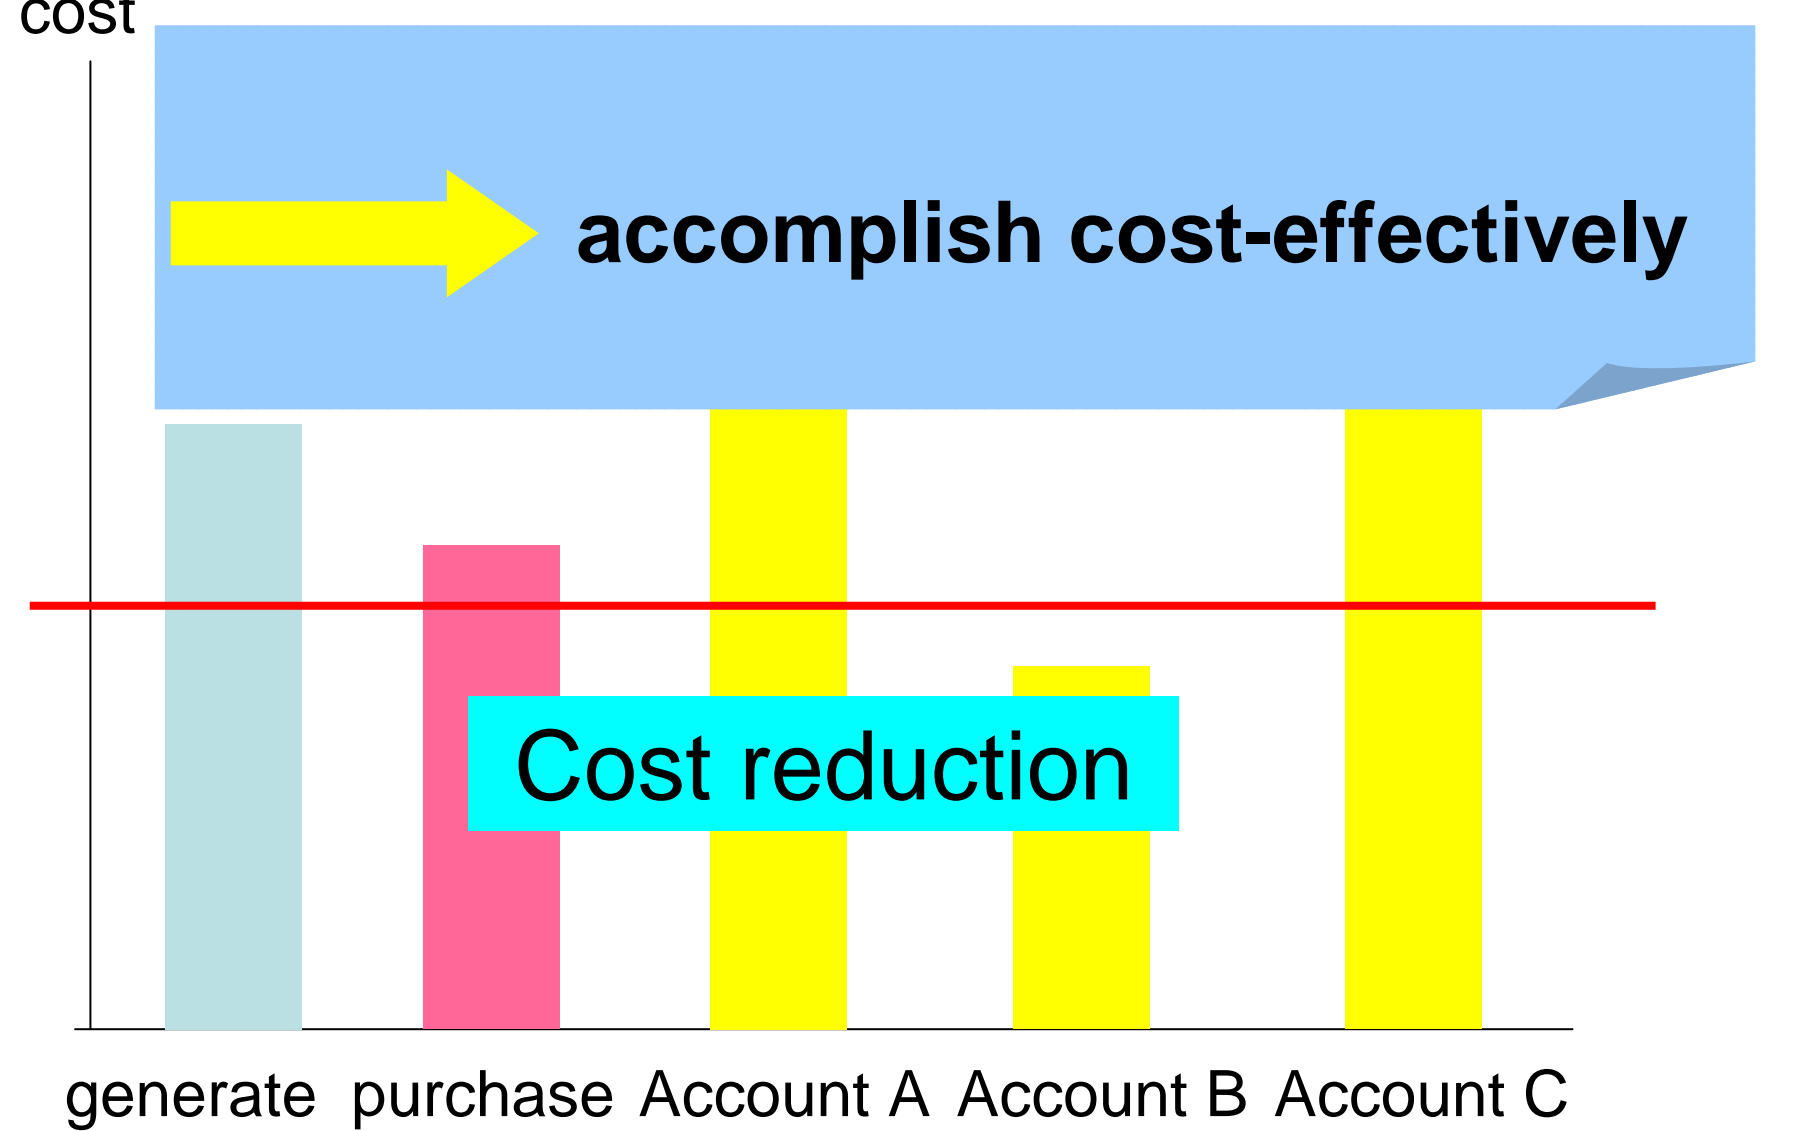 cost
accomplish cost-effectively
Cost reduction
generate purchase Account A Account B Account C